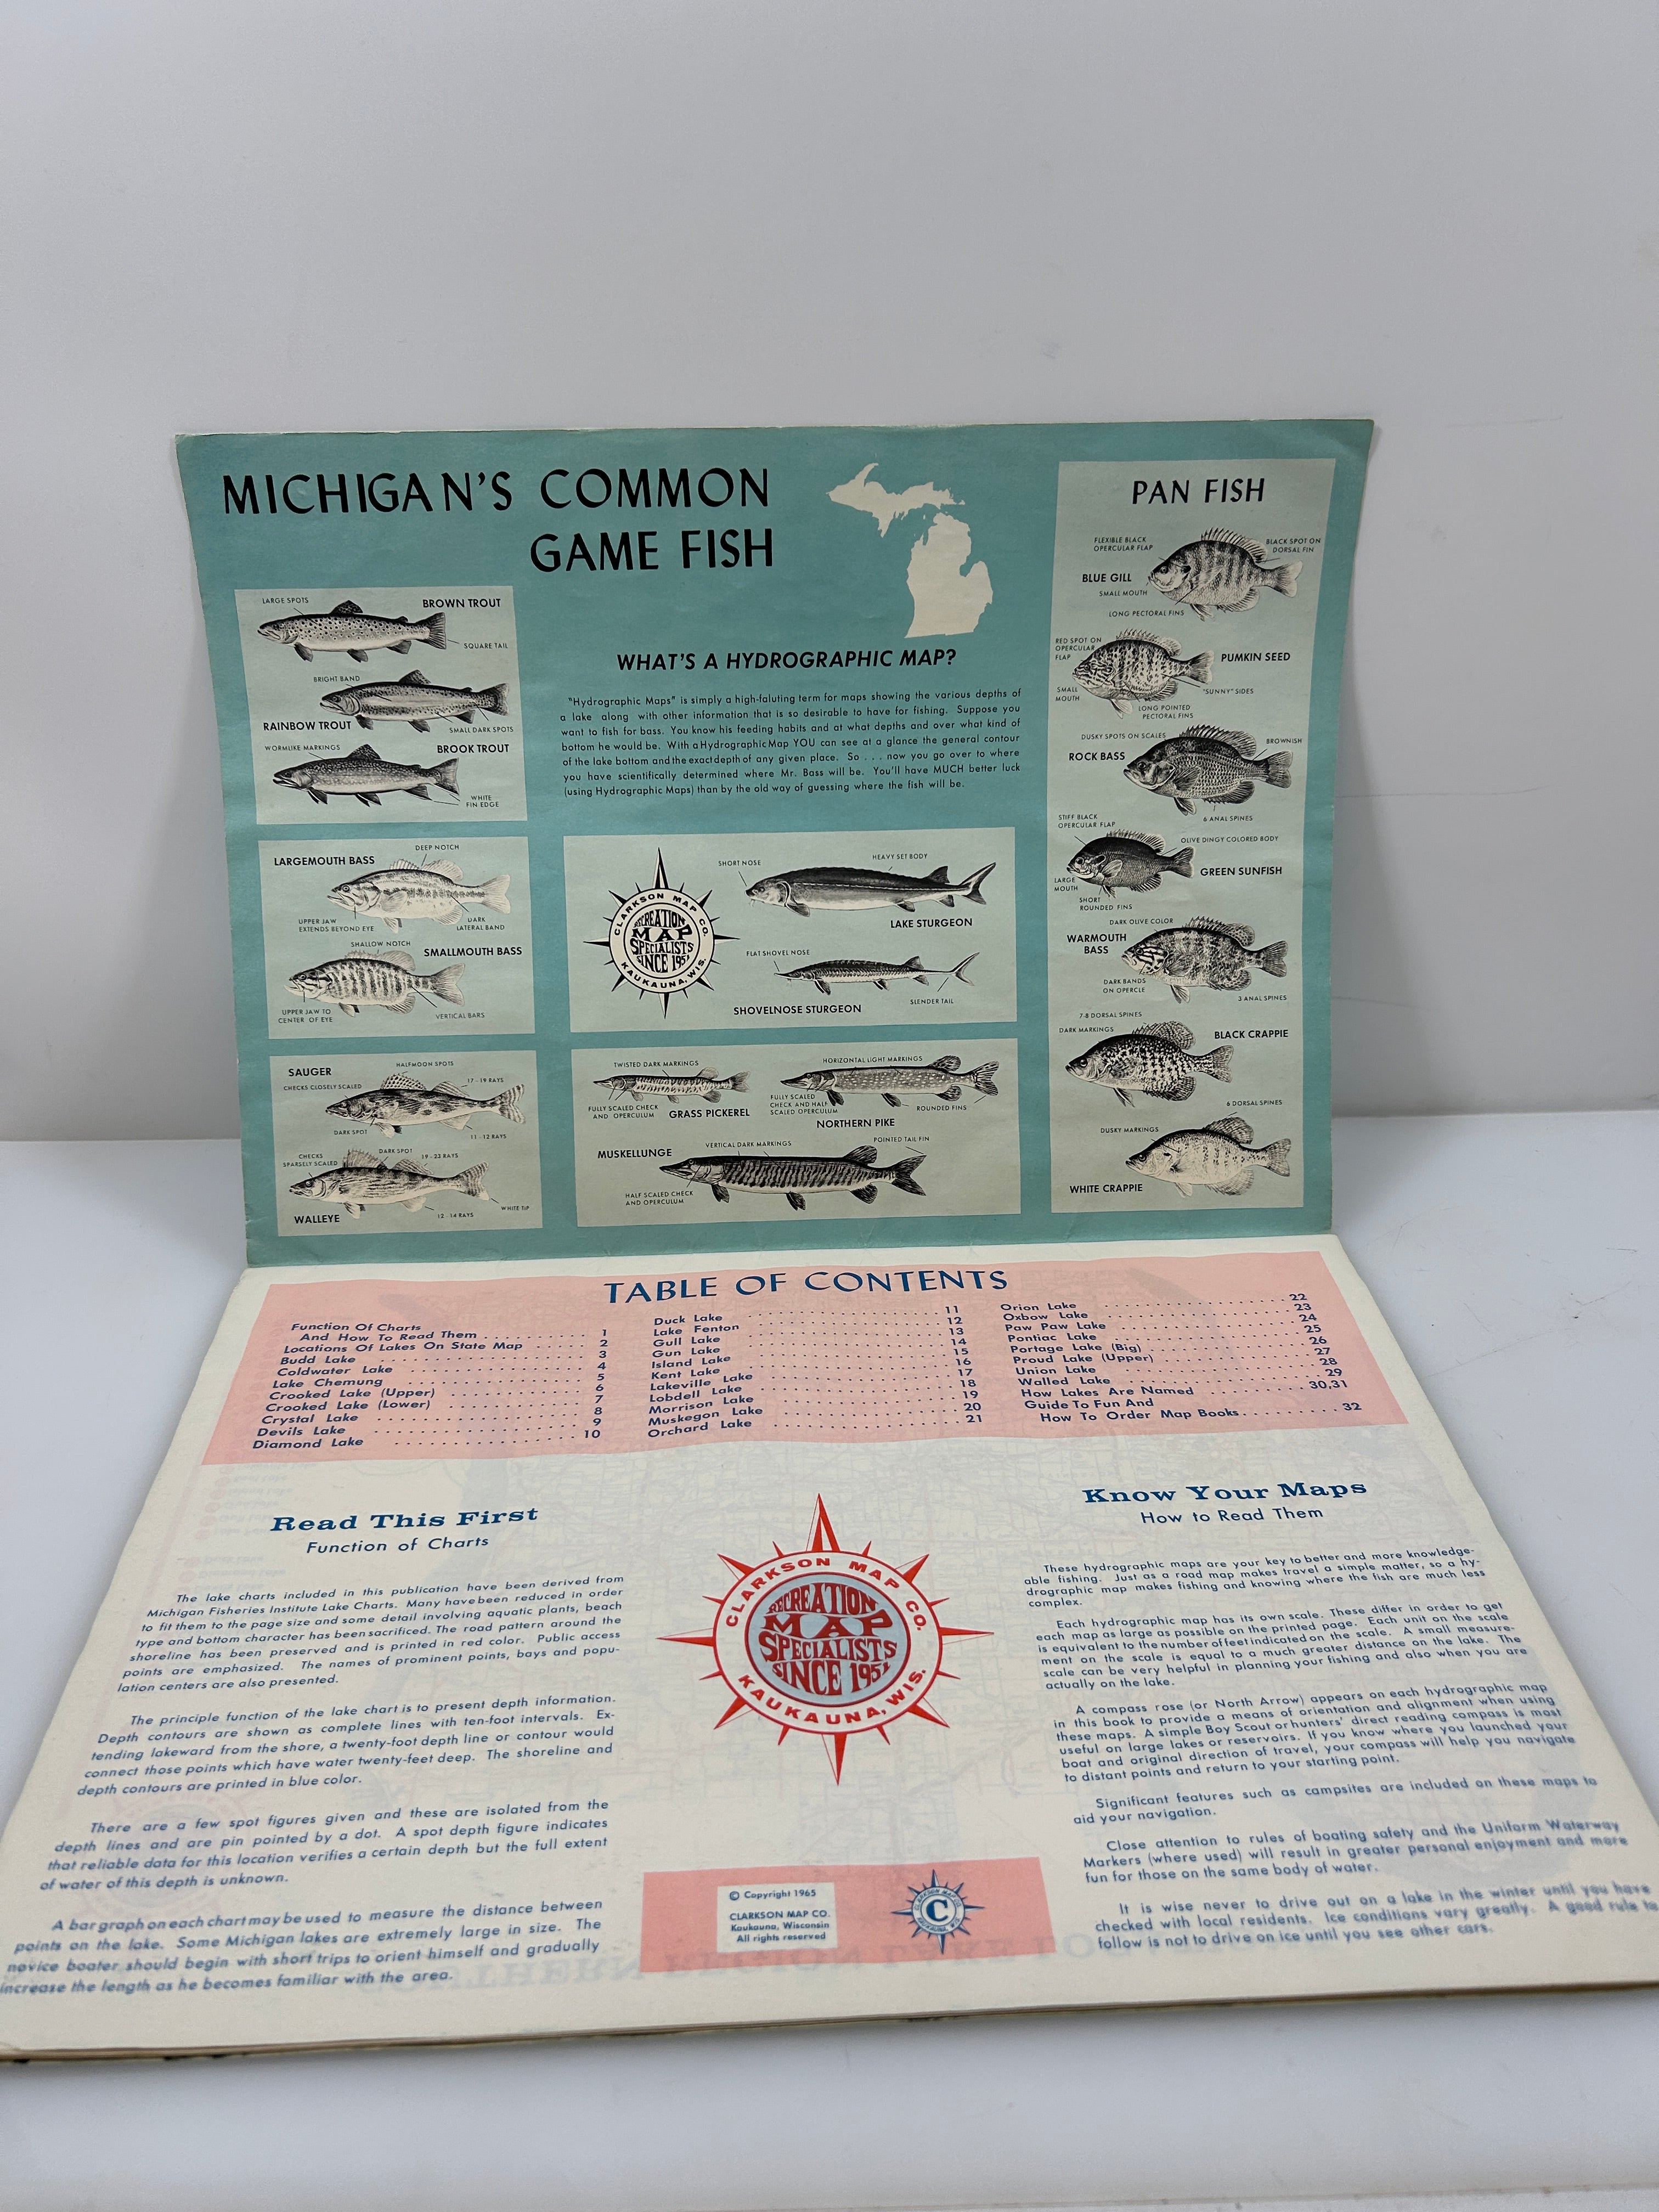 MICHIGAN'S COMMON
GAME FISH
LARGE SPOTS
BROWN TROUT
SQUARE TAIL
BRIGHT BAND
RAINBOW TROUT
SMALL DARK SPOTS
WORMLIKE MARKINGS
BROOK TROUT
WHITE
FIN EDGE
LARGEMOUTH BASS
DEEP NOTCH
UPPER JAW
EXTENDS BEYOND EYE
DARK
LATERAL BAND
SHALLOW NOTCH
SMALLMOUTH BASS
UPPER JAW TO
CENTER OF EYE
VERTICAL BARS
SAUGER
HALFMOON SPOTS
CHECKS CLOSELY SCALED
17 - 19 RAYS
DARK SPOT
11 - 12 RAYS
CHECKS
SPARSELY SCALED
DARK SPOT
19 - 23 RAYS
WALLEYE
12 - 14 RAYS
WHITE TIP
WHAT'S A HYDROGRAPHIC MAP?
"Hydrographic Maps" is simply a high-faluting term for maps showing the various depths of
a lake along with other information that is so desirable to have for fishing. Suppose you
want to fish for bass. You know his feeding habits and at what depths and over what kind of
bottom he would be. With a Hydrographic Map YOU can see at a glance the general contour
of the lake bottom and the exact depth of any given place. So . . . now you go over to where
you have scientifically determined where Mr. Bass will be. You'll have MUCH better luck
(using Hydrographic Maps) than by the old way of guessing where the fish will be.
CLARKSON MAP CO.
RECREATION
MAP
SPECIALISTS
SINCE 1951
KAUKAUNA, WIS.
SHORT NOSE
HEAVY SET BODY
LAKE STURGEON
FLAT SHOVEL NOSE
SHOVELNOSE STURGEON
SLENDER TAIL
TWISTED DARK MARKINGS
FULLY SCALED CHECK
AND OPERCULUM
GRASS PICKEREL
HORIZONTAL LIGHT MARKINGS
FULLY SCALED
CHECK AND HALF
SCALED OPERCULUM
ROUNDED FINS
NORTHERN PIKE
MUSKELLUNGE
VERTICAL DARK MARKINGS
POINTED TAIL FIN
HALF SCALED CHECK
AND OPERCULUM
PAN FISH
FLEXIBLE BLACK
OPERCULAR FLAP
BLACK SPOT ON
DORSAL FIN
BLUE GILL
SMALL MOUTH
LONG PECTORAL FINS
RED SPOT ON
OPERCULAR
FLAP
PUMKIN SEED
SMALL
MOUTH
"SUNNY" SIDES
LONG POINTED
PECTORAL FINS
DUSKY SPOTS ON SCALES
BROWNISH
ROCK BASS
6 ANAL SPINES
STIFF BLACK
OPERCULAR FLAP
OLIVE DINGY COLORED BODY
GREEN SUNFISH
LARGE
MOUTH
SHORT
ROUNDED FINS
DARK OLIVE COLOR
WARMOUTH
BASS
DARK BANDS
ON OPERCLE
3 ANAL SPINES
7-8 DORSAL SPINES
DARK MARKINGS
BLACK CRAPPIE
6 DORSAL SPINES
DUSKY MARKINGS
WHITE CRAPPIE
TABLE OF CONTENTS
Function Of Charts
And How To Read Them . . . . . . . . . . 1
Locations Of Lakes On State Map . . . . . 2
Budd Lake . . . . . . . . . . 3
Coldwater Lake . . . . . . . . . . 4
Lake Chemung . . . . . . . . . . 5
Crooked Lake (Upper) . . . . . . . . . . 6
Crooked Lake (Lower) . . . . . . . . . . 7
Crystal Lake . . . . . . . . . . 8
Devils Lake . . . . . . . . . . 9
Diamond Lake . . . . . . . . . . 10
Duck Lake . . . . . . . . . . 11
Lake Fenton . . . . . . . . . . 12
Gull Lake . . . . . . . . . . 13
Gun Lake . . . . . . . . . . 14
Island Lake . . . . . . . . . . 15
Kent Lake . . . . . . . . . . 16
Lakeville Lake . . . . . . . . . . 17
Lobdell Lake . . . . . . . . . . 18
Morrison Lake . . . . . . . . . . 19
Muskegon Lake . . . . . . . . . . 20
Orchard Lake . . . . . . . . . . 21
Orion Lake . . . . . . . . . . 22
Oxbow Lake . . . . . . . . . . 23
Paw Paw Lake . . . . . . . . . . 24
Pontiac Lake . . . . . . . . . . 25
Portage Lake (Big) . . . . . . . . . . 26
Proud Lake (Upper) . . . . . . . . . . 27
Union Lake . . . . . . . . . . 28
Walled Lake . . . . . . . . . . 29
How Lakes Are Named . . . . . . . . . . 30,31
Guide To Fun And
How To Order Map Books. . . . . . . . . 32
Read This First
Function of Charts
The lake charts included in this publication have been derived from
Michigan Fisheries Institute Lake Charts. Many have been reduced in order
to fit them to the page size and some detail involving aquatic plants, beach
type and bottom character has been sacrificed. The road pattern around the
shoreline has been preserved and is printed in red color. Public access
points are emphasized. The names of prominent points, bays and popu-
lation centers are also presented.
The principle function of the lake chart is to present depth information.
Depth contours are shown as complete lines with ten-foot intervals. Ex-
tending lakeward from the shore, a twenty-foot depth line or contour would
connect those points which have water twenty-feet deep. The shoreline and
depth contours are printed in blue color.
There are a few spot figures given and these are isolated from the
depth lines and are pin pointed by a dot. A spot depth figure indicates
that reliable data for this location verifies a certain depth but the full extent
of water of this depth is unknown.
A bar graph on each chart may be used to measure the distance between
points on the lake. Some Michigan lakes are extremely large in size. The
novice boater should begin with short trips to orient himself and gradually
increase the length as he becomes familiar with the area.
CLARKSON MAP CO.
RECREATION
MAP
SPECIALISTS
SINCE 1951
KAUKAUNA, WIS.
© Copyright 1965
CLARKSON MAP CO.
Kaukauna, Wisconsin
All rights reserved
C
Know Your Maps
How to Read Them
These hydrographic maps are your key to better and more knowledge-
able fishing. Just as a road map makes travel a simple matter, so a hy-
drographic map makes fishing and knowing where the fish are much less
complex.
Each hydrographic map has its own scale. These differ in order to get
each map as large as possible on the printed page. Each unit on the scale
is equivalent to the number of feet indicated on the scale. A small measure-
ment on the scale is equal to a much greater distance on the lake. The
scale can be very helpful in planning your fishing and also when you are
actually on the lake.
A compass rose (or North Arrow) appears on each hydrographic map
in this book to provide a means of orientation and alignment when using
these maps. A simple Boy Scout or hunters' direct reading compass is most
useful on large lakes or reservoirs. If you know where you launched your
boat and original direction of travel, your compass will help you navigate
to distant points and return to your starting point.
Significant features such as campsites are included on these maps to
aid your navigation.
Close attention to rules of boating safety and the Uniform Waterway
Markers (where used) will result in greater personal enjoyment and more
fun for those on the same body of water.
It is wise never to drive out on a lake in the winter until you have
checked with local residents. Ice conditions vary greatly. A good rule to
follow is not to drive on ice until you see other cars.